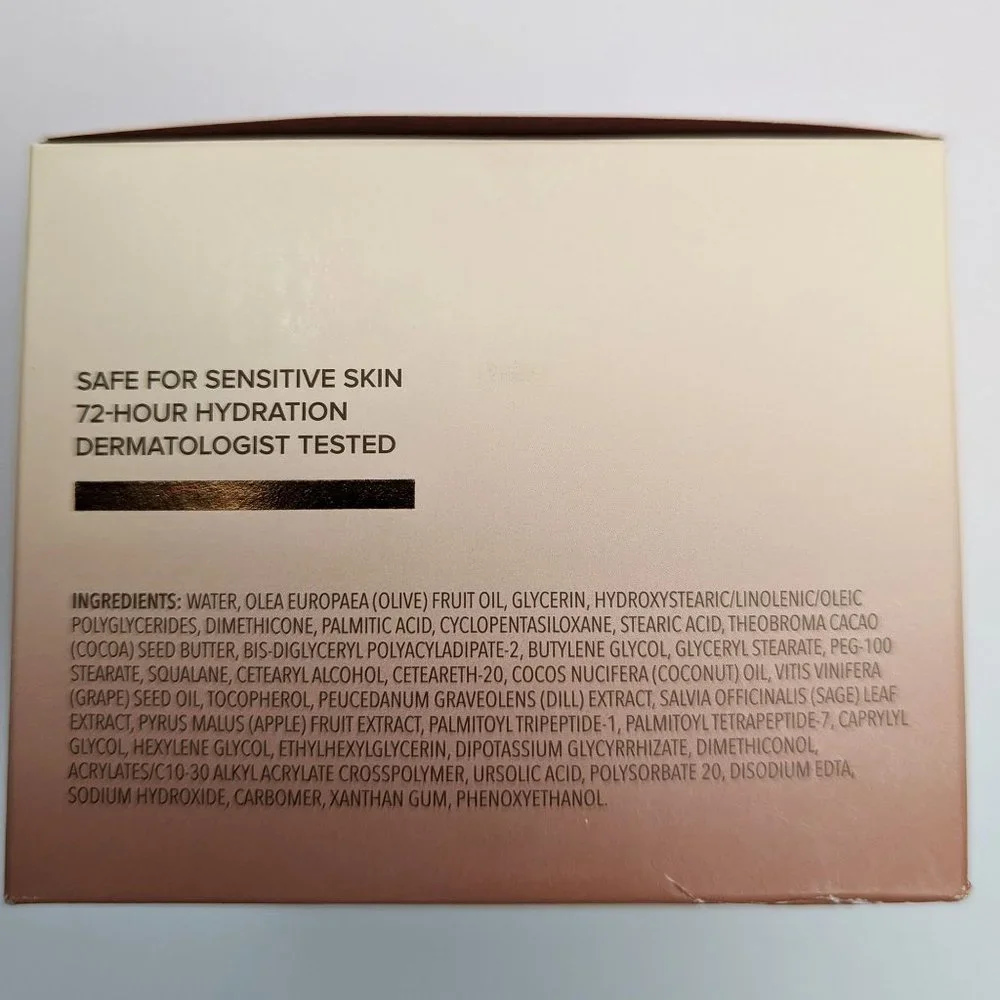 SAFE FOR SENSITIVE SKIN
72-HOUR HYDRATION
DERMATOLOGIST TESTED
INGREDIENTS: WATER, OLEA EUROPAEA (OLIVE) FRUIT OIL, GLYCERIN, HYDROXYSTEARIC/LINOLENIC/OLEIC
POLYGLYCERIDES, DIMETHICONE, PALMITIC ACID, CYCLOPENTASILOXANE, STEARIC ACID, THEOBROMA CACAO
(COCOA) SEED BUTTER, BIS-DIGLYCERYL POLYACYLADIPATE-2, BUTYLENE GLYCOL, GLYCERYL STEARATE, PEG-100
STEARATE, SQUALANE, CETEARYL ALCOHOL, CETEARETH-20, COCOS NUCIFERA (COCONUT) OIL, VITIS VINIFERA
(GRAPE) SEED OIL, TOCOPHEROL, PEUCEDANUM GRAVEOLENS (DILL) EXTRACT, SALVIA OFFICINALIS (SAGE) LEAF
EXTRACT, PYRUS MALUS (APPLE) FRUIT EXTRACT, PALMITOYL TRIPEPTIDE-1, PALMITOYL TETRAPEPTIDE-7, CAPRYLYL
GLYCOL, HEXYLENE GLYCOL, ETHYLHEXYLGLYCERIN, DIPOTASSIUM GLYCYRRHIZATE, DIMETHICONOL,
ACRYLATES/C10-30 ALKYL ACRYLATE CROSSPOLYMER, URSOLIC ACID, POLYSORBATE 20, DISODIUM EDTA,
SODIUM HYDROXIDE, CARBOMER, XANTHAN GUM, PHENOXYETHANOL.